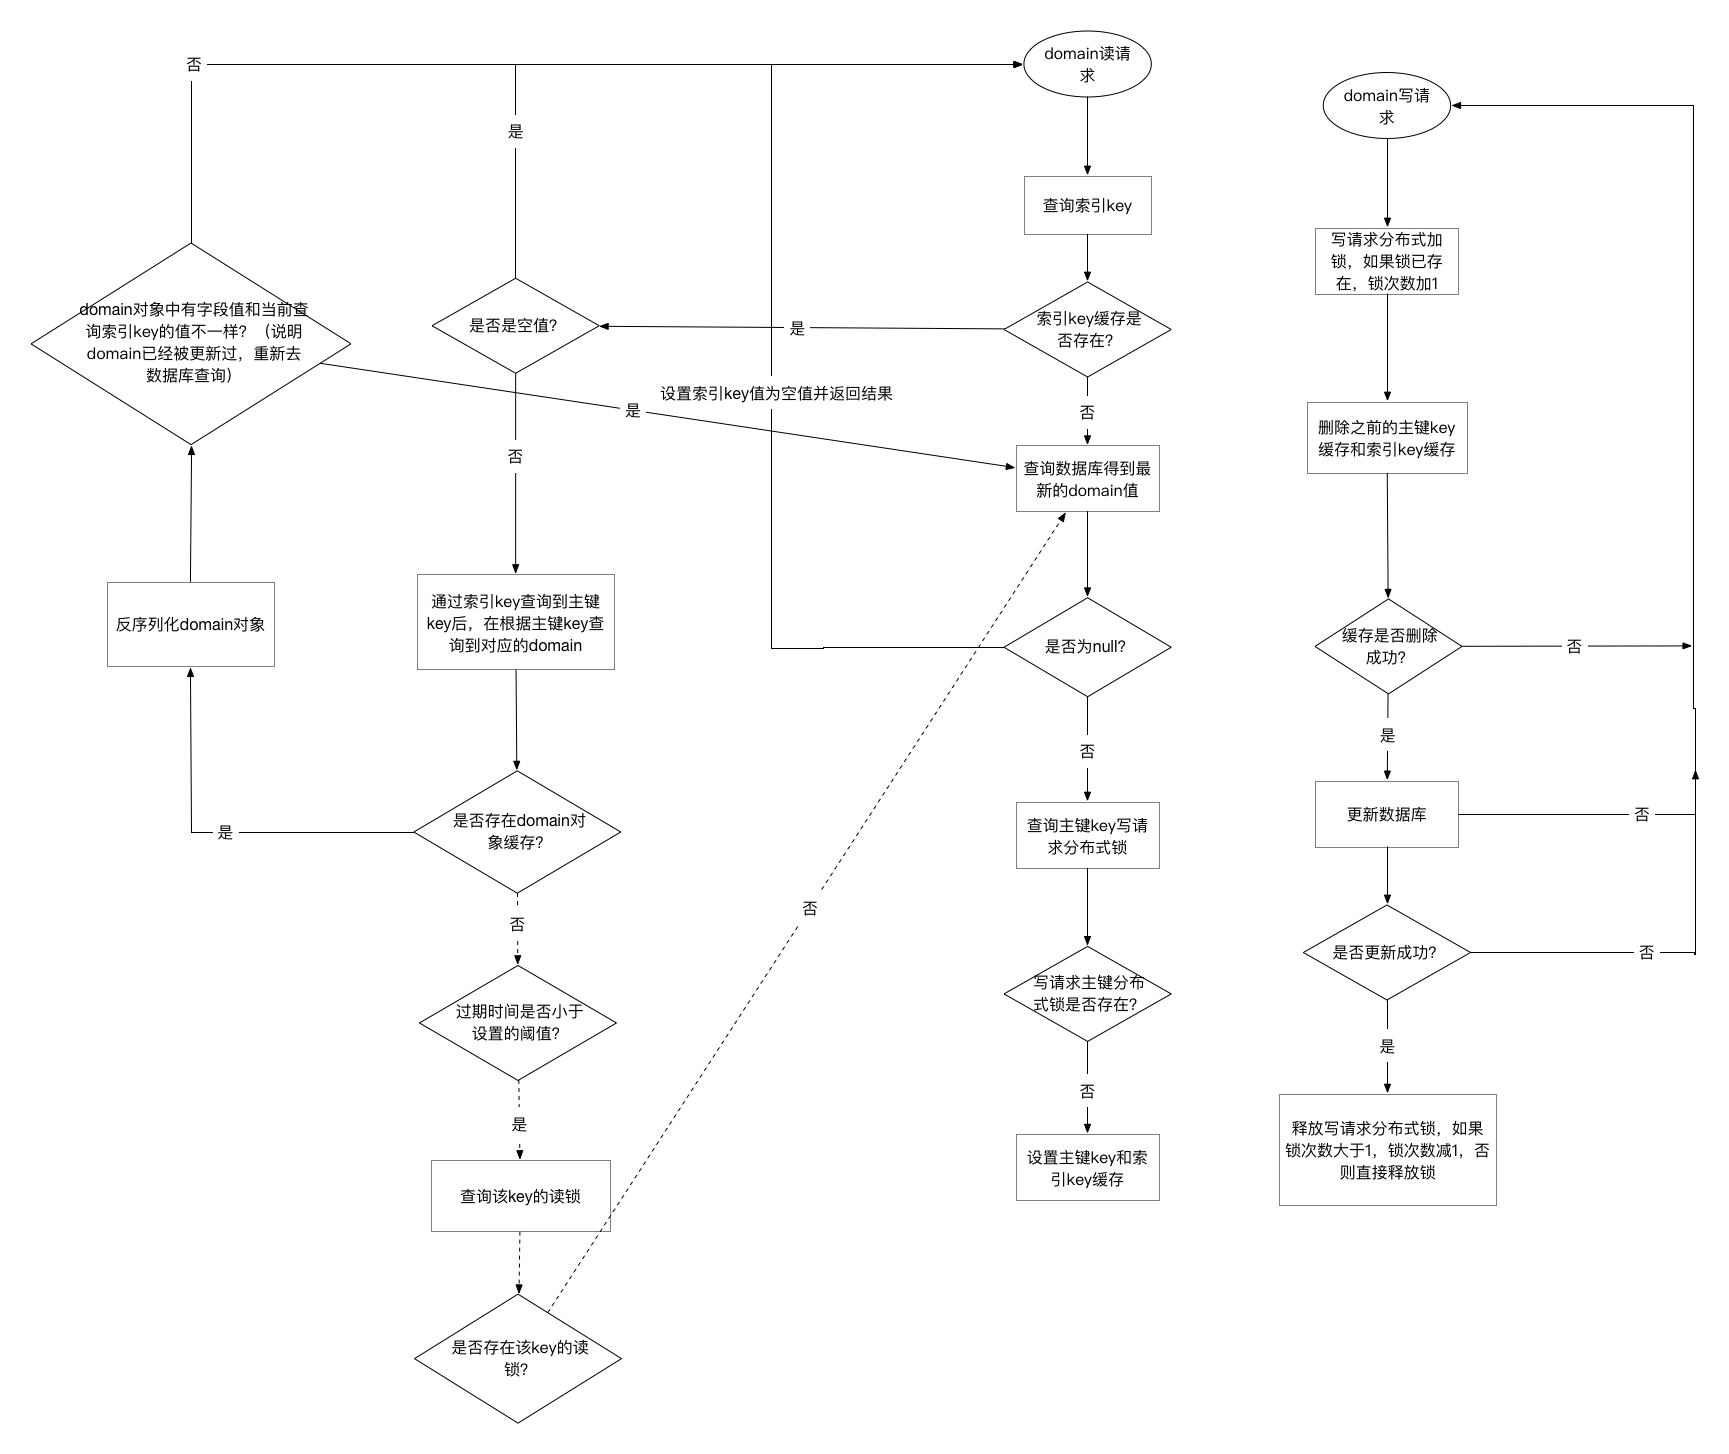 否
domain读请
求
domain写请
求
是
查询索引key
写请求分布式加
锁，如果锁已存
在，锁次数加1
domain对象中有字段值和当前查
询索引key的值不一样？（说明
domain已经被更新过，重新去
数据库查询）
是否是空值？
是
索引key缓存是
否存在？
设置索引key值为空值并返回结果
是
否
否
查询数据库得到最
新的domain值
删除之前的主键key
缓存和索引key缓存
反序列化domain对象
通过索引key查询到主键
key后，在根据主键key查
询到对应的domain
是否为null？
缓存是否删除
成功？
否
是
否
是
是否存在domain对
象缓存？
查询主键key写请
求分布式锁
更新数据库
否
否
否
过期时间是否小于
设置的阈值？
写请求主键分布
式锁是否存在？
是否更新成功？
否
是
否
是
查询该key的读锁
设置主键key和索
引key缓存
释放写请求分布式锁，如果
锁次数大于1，锁次数减1，否
则直接释放锁
是否存在该key的读
锁？